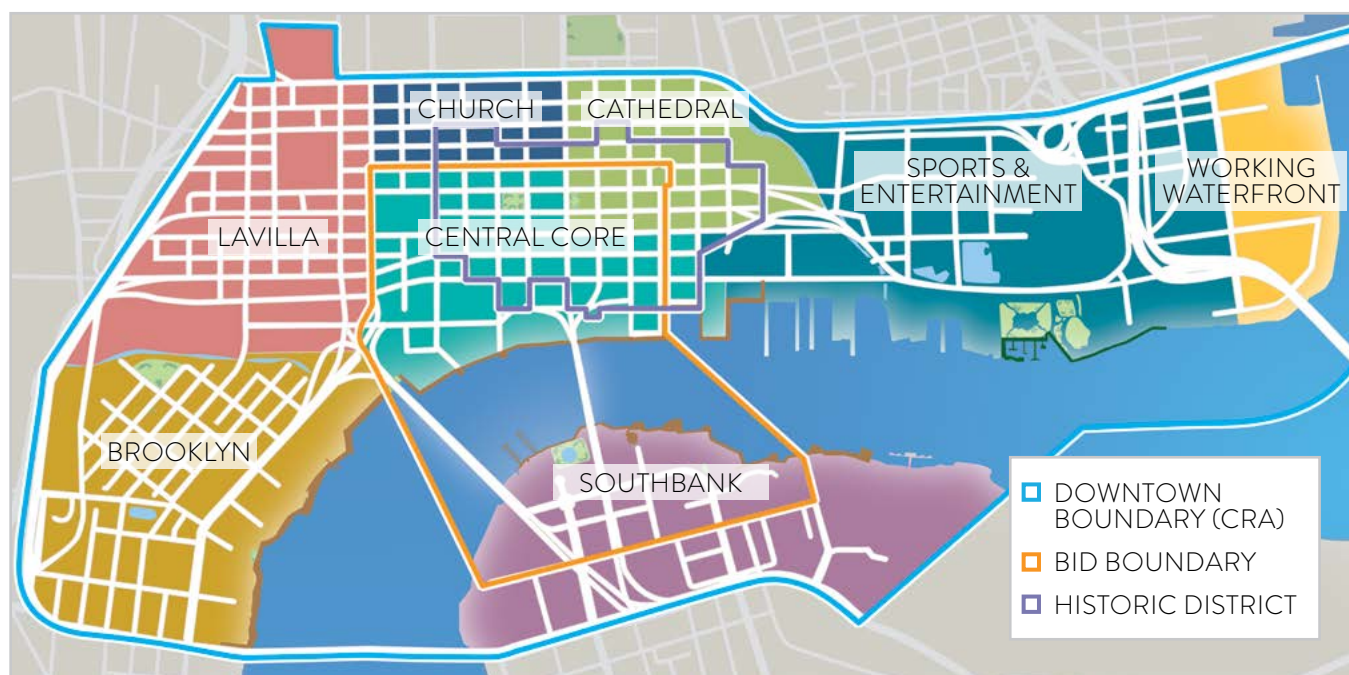 CHURCH
CATHEDRAL
SPORTS &
ENTERTAINMENT
WORKING
WATERFRONT
LAVILLA
CENTRAL CORE
BROOKLYN
SOUTHBANK
DOWNTOWN
BOUNDARY (CRA)
BID BOUNDARY
HISTORIC DISTRICT